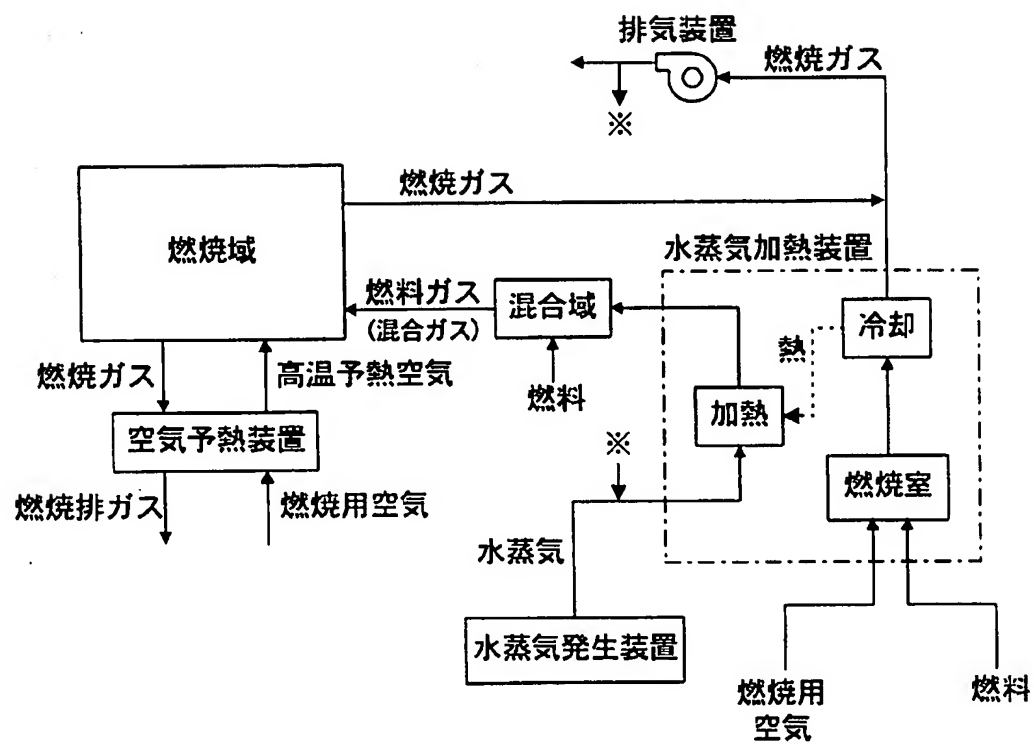 排気装置
燃焼ガス
※
燃焼ガス
燃焼域
水蒸気加熱装置
燃料ガス
(混合ガス)
混合域
冷却
熱
燃焼ガス
高温予熱空気
燃料
加熱
空気予熱装置
※
燃焼室
燃焼排ガス
燃焼用空気
水蒸気
水蒸気発生装置
燃焼用
空気
燃料